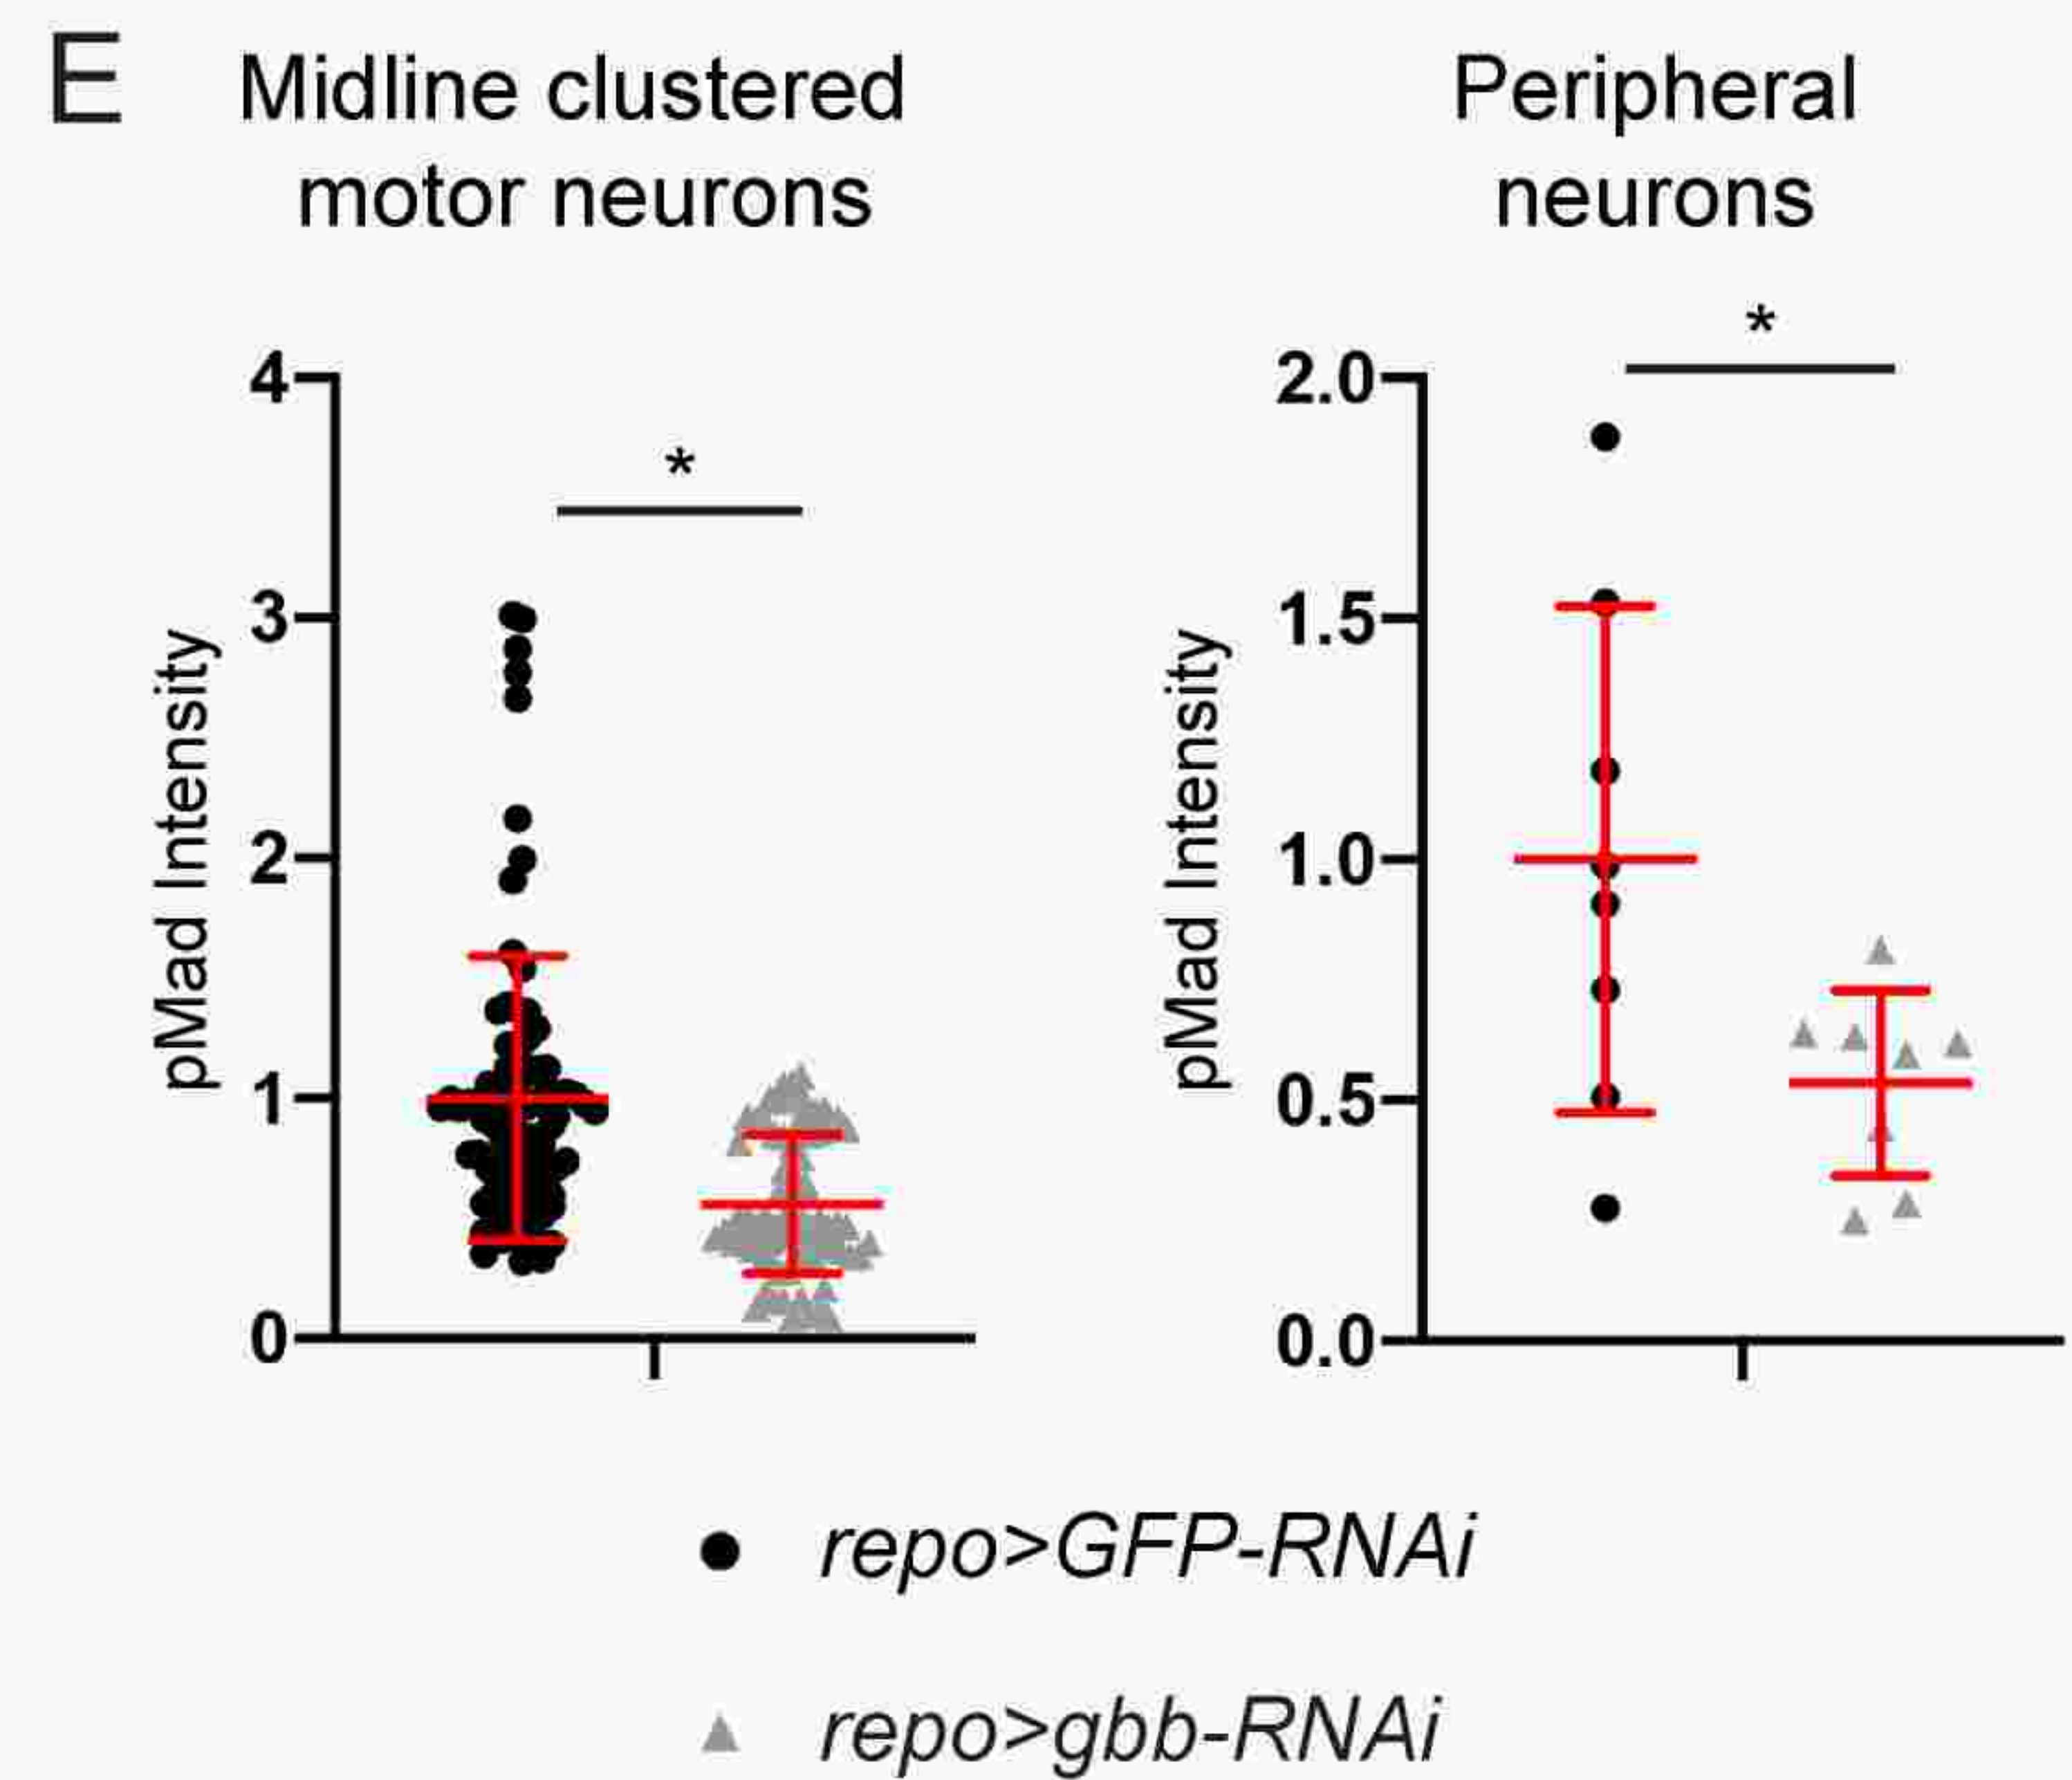 E
Midline clustered
motor neurons
pMad Intensity
4
3
2
1
0
*
Peripheral
neurons
pMad Intensity
2.0
1.5
1.0
0.5
0.0
*
repo>GFP-RNAi
repo>gbb-RNAi